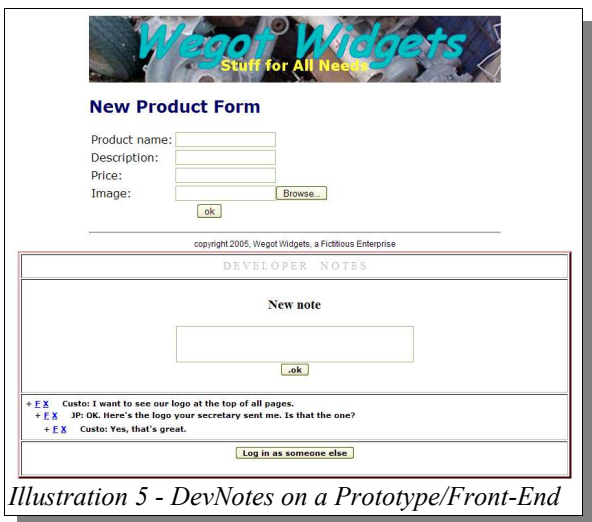 Wegot Widgets
Stuff for All Needs
New Product Form
Product name:
Description:
Price:
Image: Browse...
ok
copyright 2005, Wegot Widgets, a Fictitious Enterprise
DEVELOPER NOTES
New note
.ok
+ F X Custo: I want to see our logo at the top of all pages.
+ F X JP: OK. Here's the logo your secretary sent me. Is that the one?
+ F X Custo: Yes, that's great.
Log in as someone else
Illustration 5 - DevNotes on a Prototype/Front-End